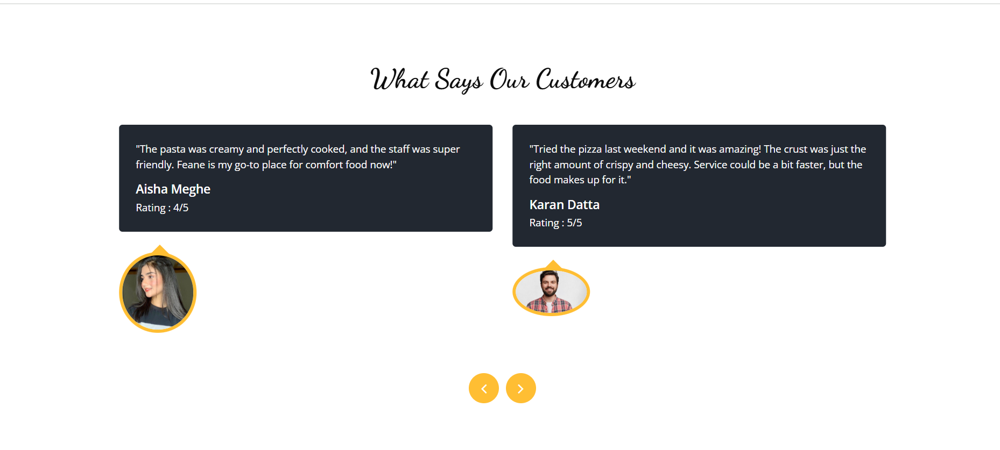 What Says Our Customers
"The pasta was creamy and perfectly cooked, and the staff was super
friendly. Feane is my go-to place for comfort food now!"
Aisha Meghe
Rating : 4/5
"Tried the pizza last weekend and it was amazing! The crust was just the
right amount of crispy and cheesy. Service could be a bit faster, but the
food makes up for it."
Karan Datta
Rating : 5/5